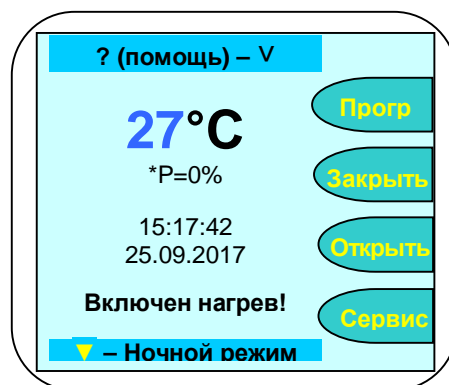 ? (помощь) – V
27°C
*P=0%
15:17:42
25.09.2017
Включен нагрев!
▼ – Ночной режим
Прогр
Закрыть
Открыть
Сервис